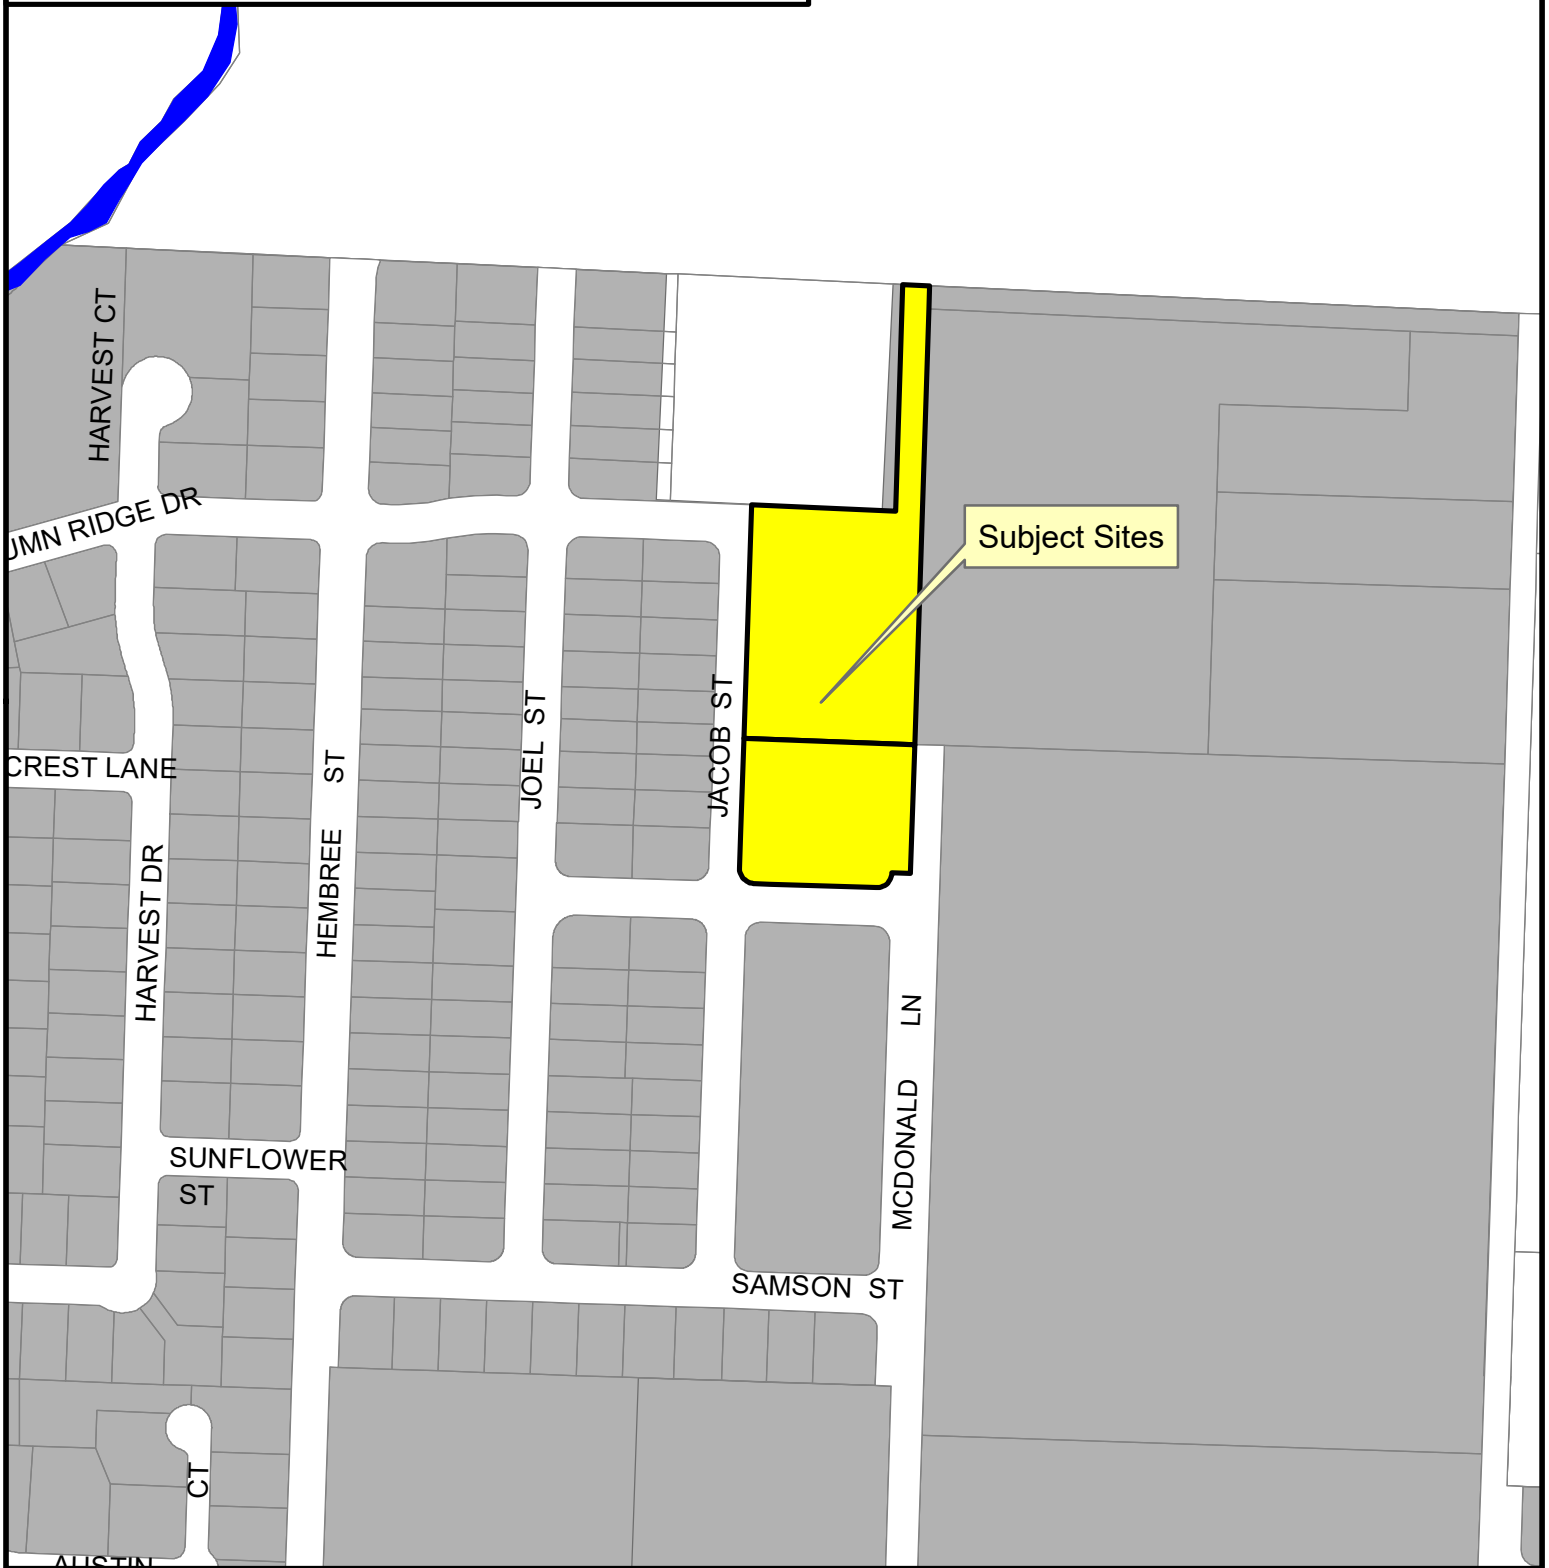 HARVEST CT
UMN RIDGE DR
Subject Sites
JACOB ST
JOEL ST
HEMBREE ST
CREST LANE
HARVEST DR
MCDONALD LN
SUNFLOWER
ST
SAMSON ST
CT
AUSTIN